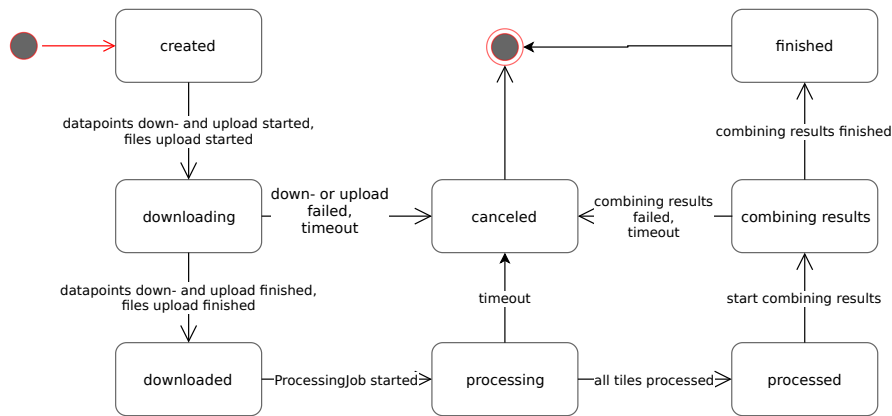 created
finished
datapoints down- and upload started,
files upload started
combining results finished
downloading
down- or upload
failed,
timeout
canceled
combining results
failed,
timeout
combining results
datapoints down- and upload finished,
files upload finished
timeout
start combining results
downloaded
ProcessingJob started
processing
all tiles processed
processed